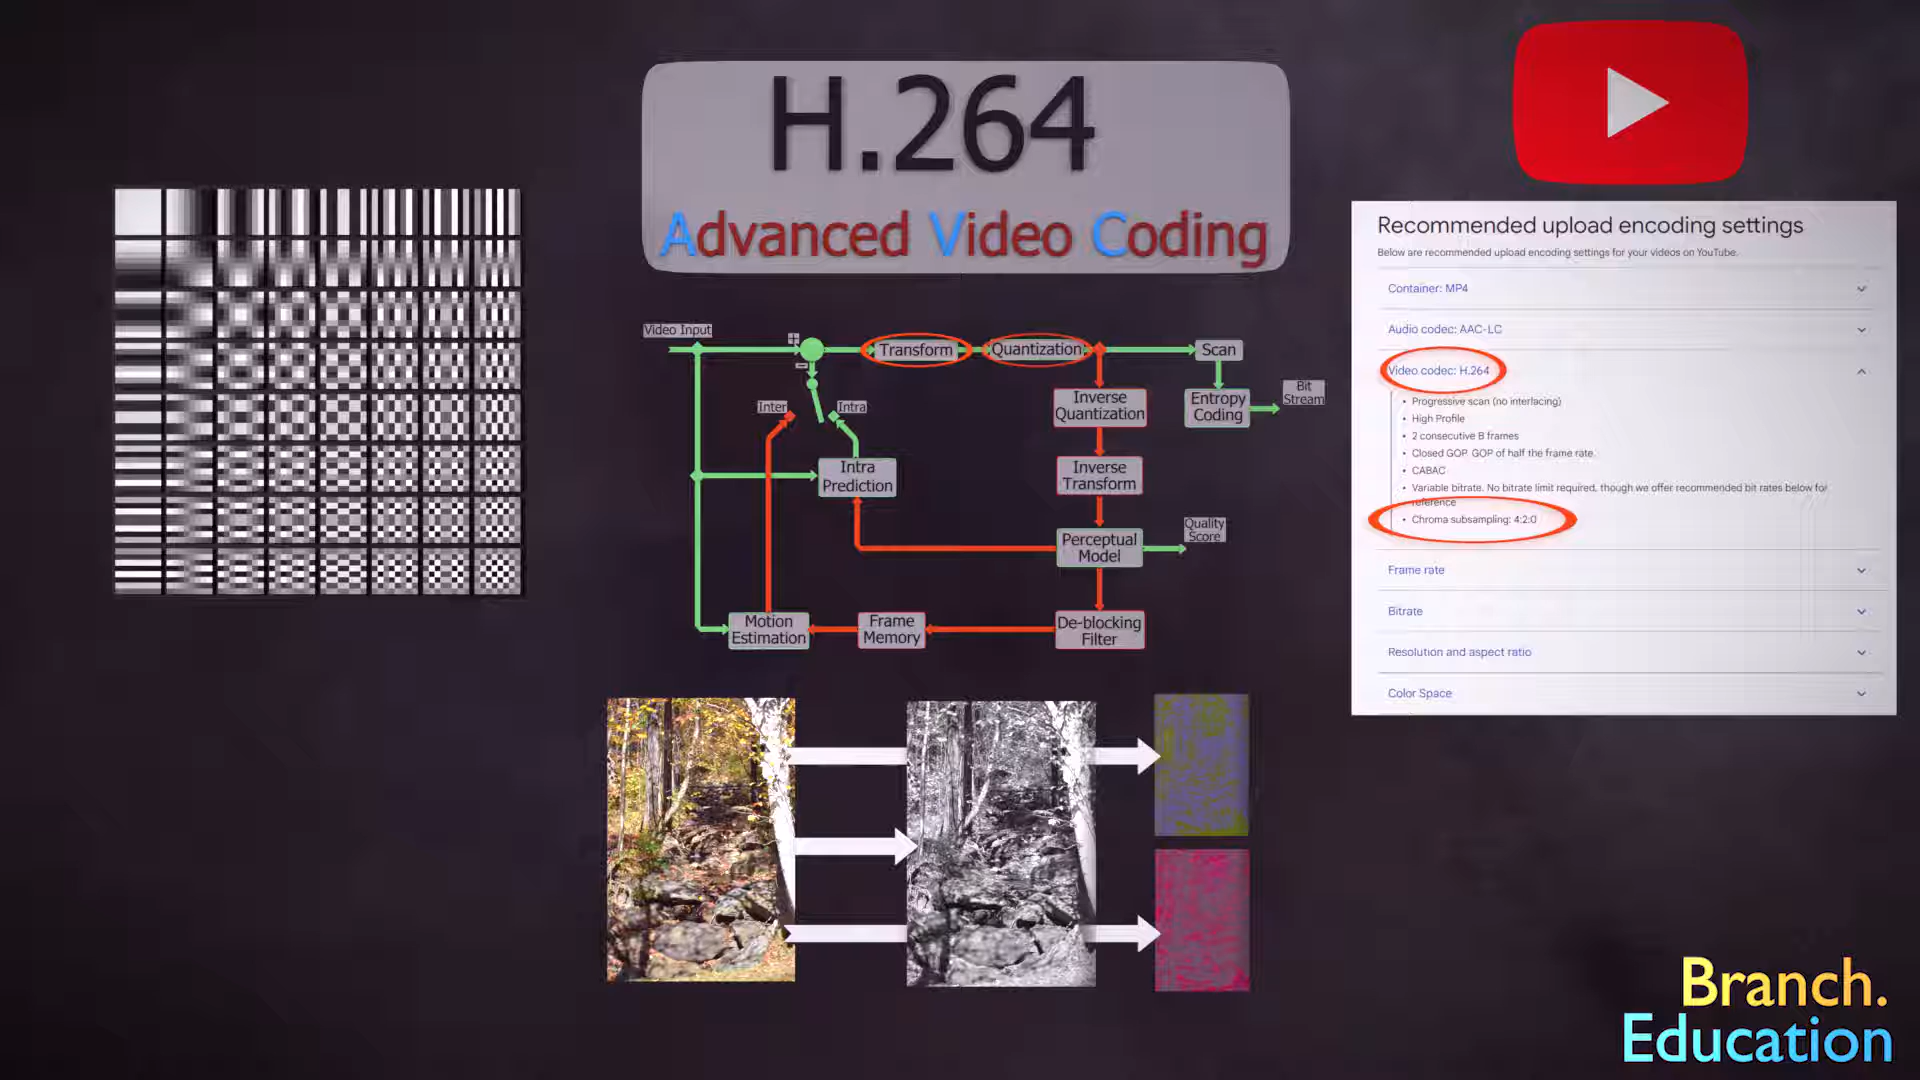 H.264
Advanced Video Coding
Video Input
+
Transform
Quantization
Scan
Inter
Intra
Inverse
Quantization
Entropy
Coding
Bit
Stream
Intra
Prediction
Inverse
Transform
Perceptual
Model
Quality
Score
Motion
Estimation
Frame
Memory
De-blocking
Filter
Recommended upload encoding settings
Below are recommended upload encoding settings for your videos on YouTube.
Container: MP4
Audio codec: AAC-LC
Video codec: H.264
• Progressive scan (no interlacing)
• High Profile
• 2 consecutive B frames
• Closed GOP. GOP of half the frame rate.
• CABAC
• Variable bitrate. No bitrate limit required, though we offer recommended bit rates below for
reference
• Chroma subsampling: 4:2:0
Frame rate
Bitrate
Resolution and aspect ratio
Color Space
Branch.
Education